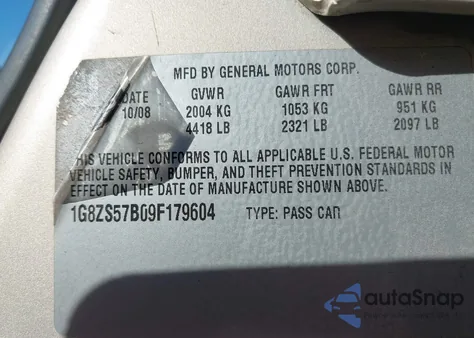 MFD BY GENERAL MOTORS CORP.
DATE GVWR GAWR FRT GAWR RR
10/08 2004 KG 1053 KG 951 KG
4418 LB 2321 LB 2097 LB
THIS VEHICLE CONFORMS TO ALL APPLICABLE U.S. FEDERAL MOTOR
VEHICLE SAFETY, BUMPER, AND THEFT PREVENTION STANDARDS IN
EFFECT ON THE DATE OF MANUFACTURE SHOWN ABOVE.
1G8ZS57B09F179604 TYPE: PASS CAR
autoSnap